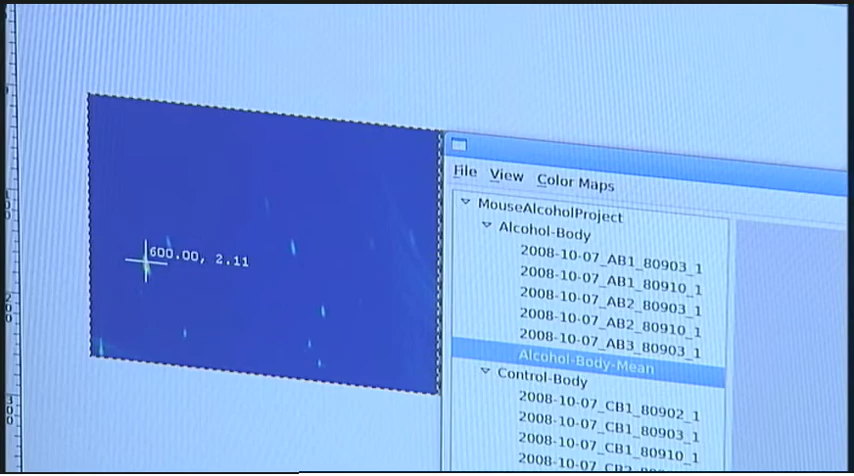 600.00, 2.11
File View Color Maps
MouseAlcoholProject
Alcohol-Body
2008-10-07_AB1_80903_1
2008-10-07_AB1_80910_1
2008-10-07_AB2_80903_1
2008-10-07_AB2_80910_1
2008-10-07_AB3_80903_1
Alcohol-Body-Mean
Control-Body
2008-10-07_CB1_80902_1
2008-10-07_CB1_80903_1
2008-10-07_CB1_80910_1